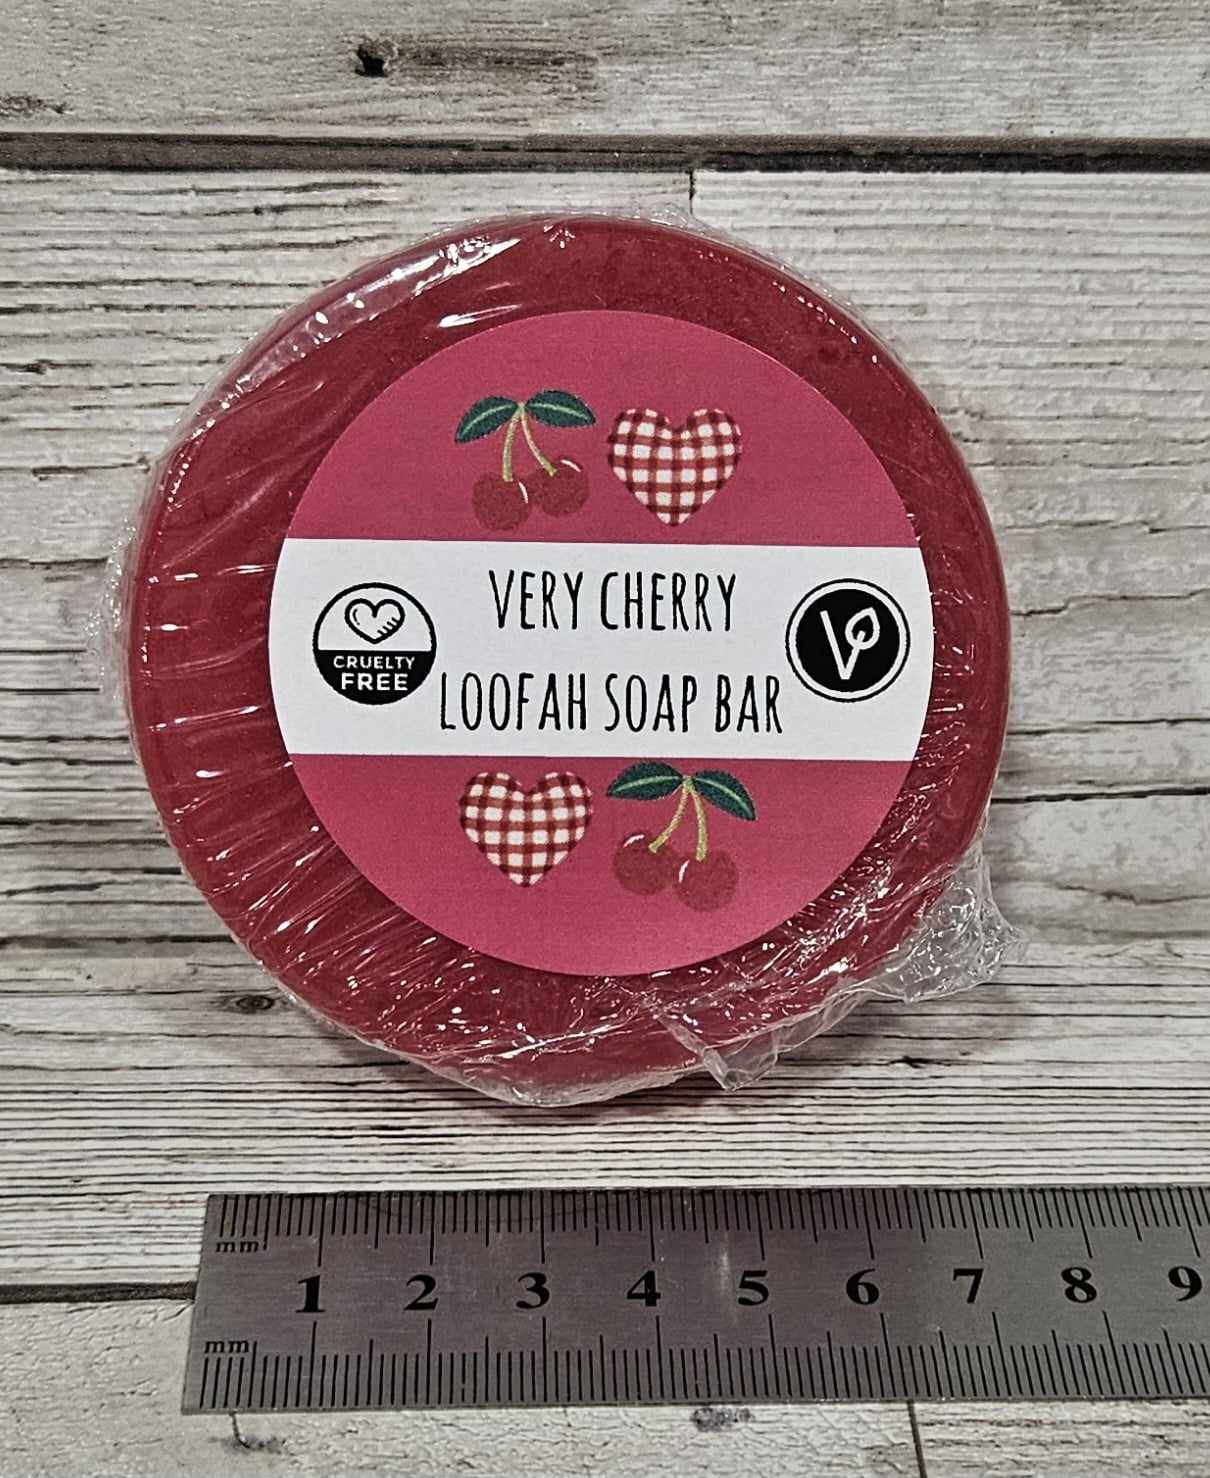 VERY CHERRY
LOOFAH SOAP BAR
CRUELTY
FREE
V
mm
1 2 3 4 5 6 7 8 9
mm